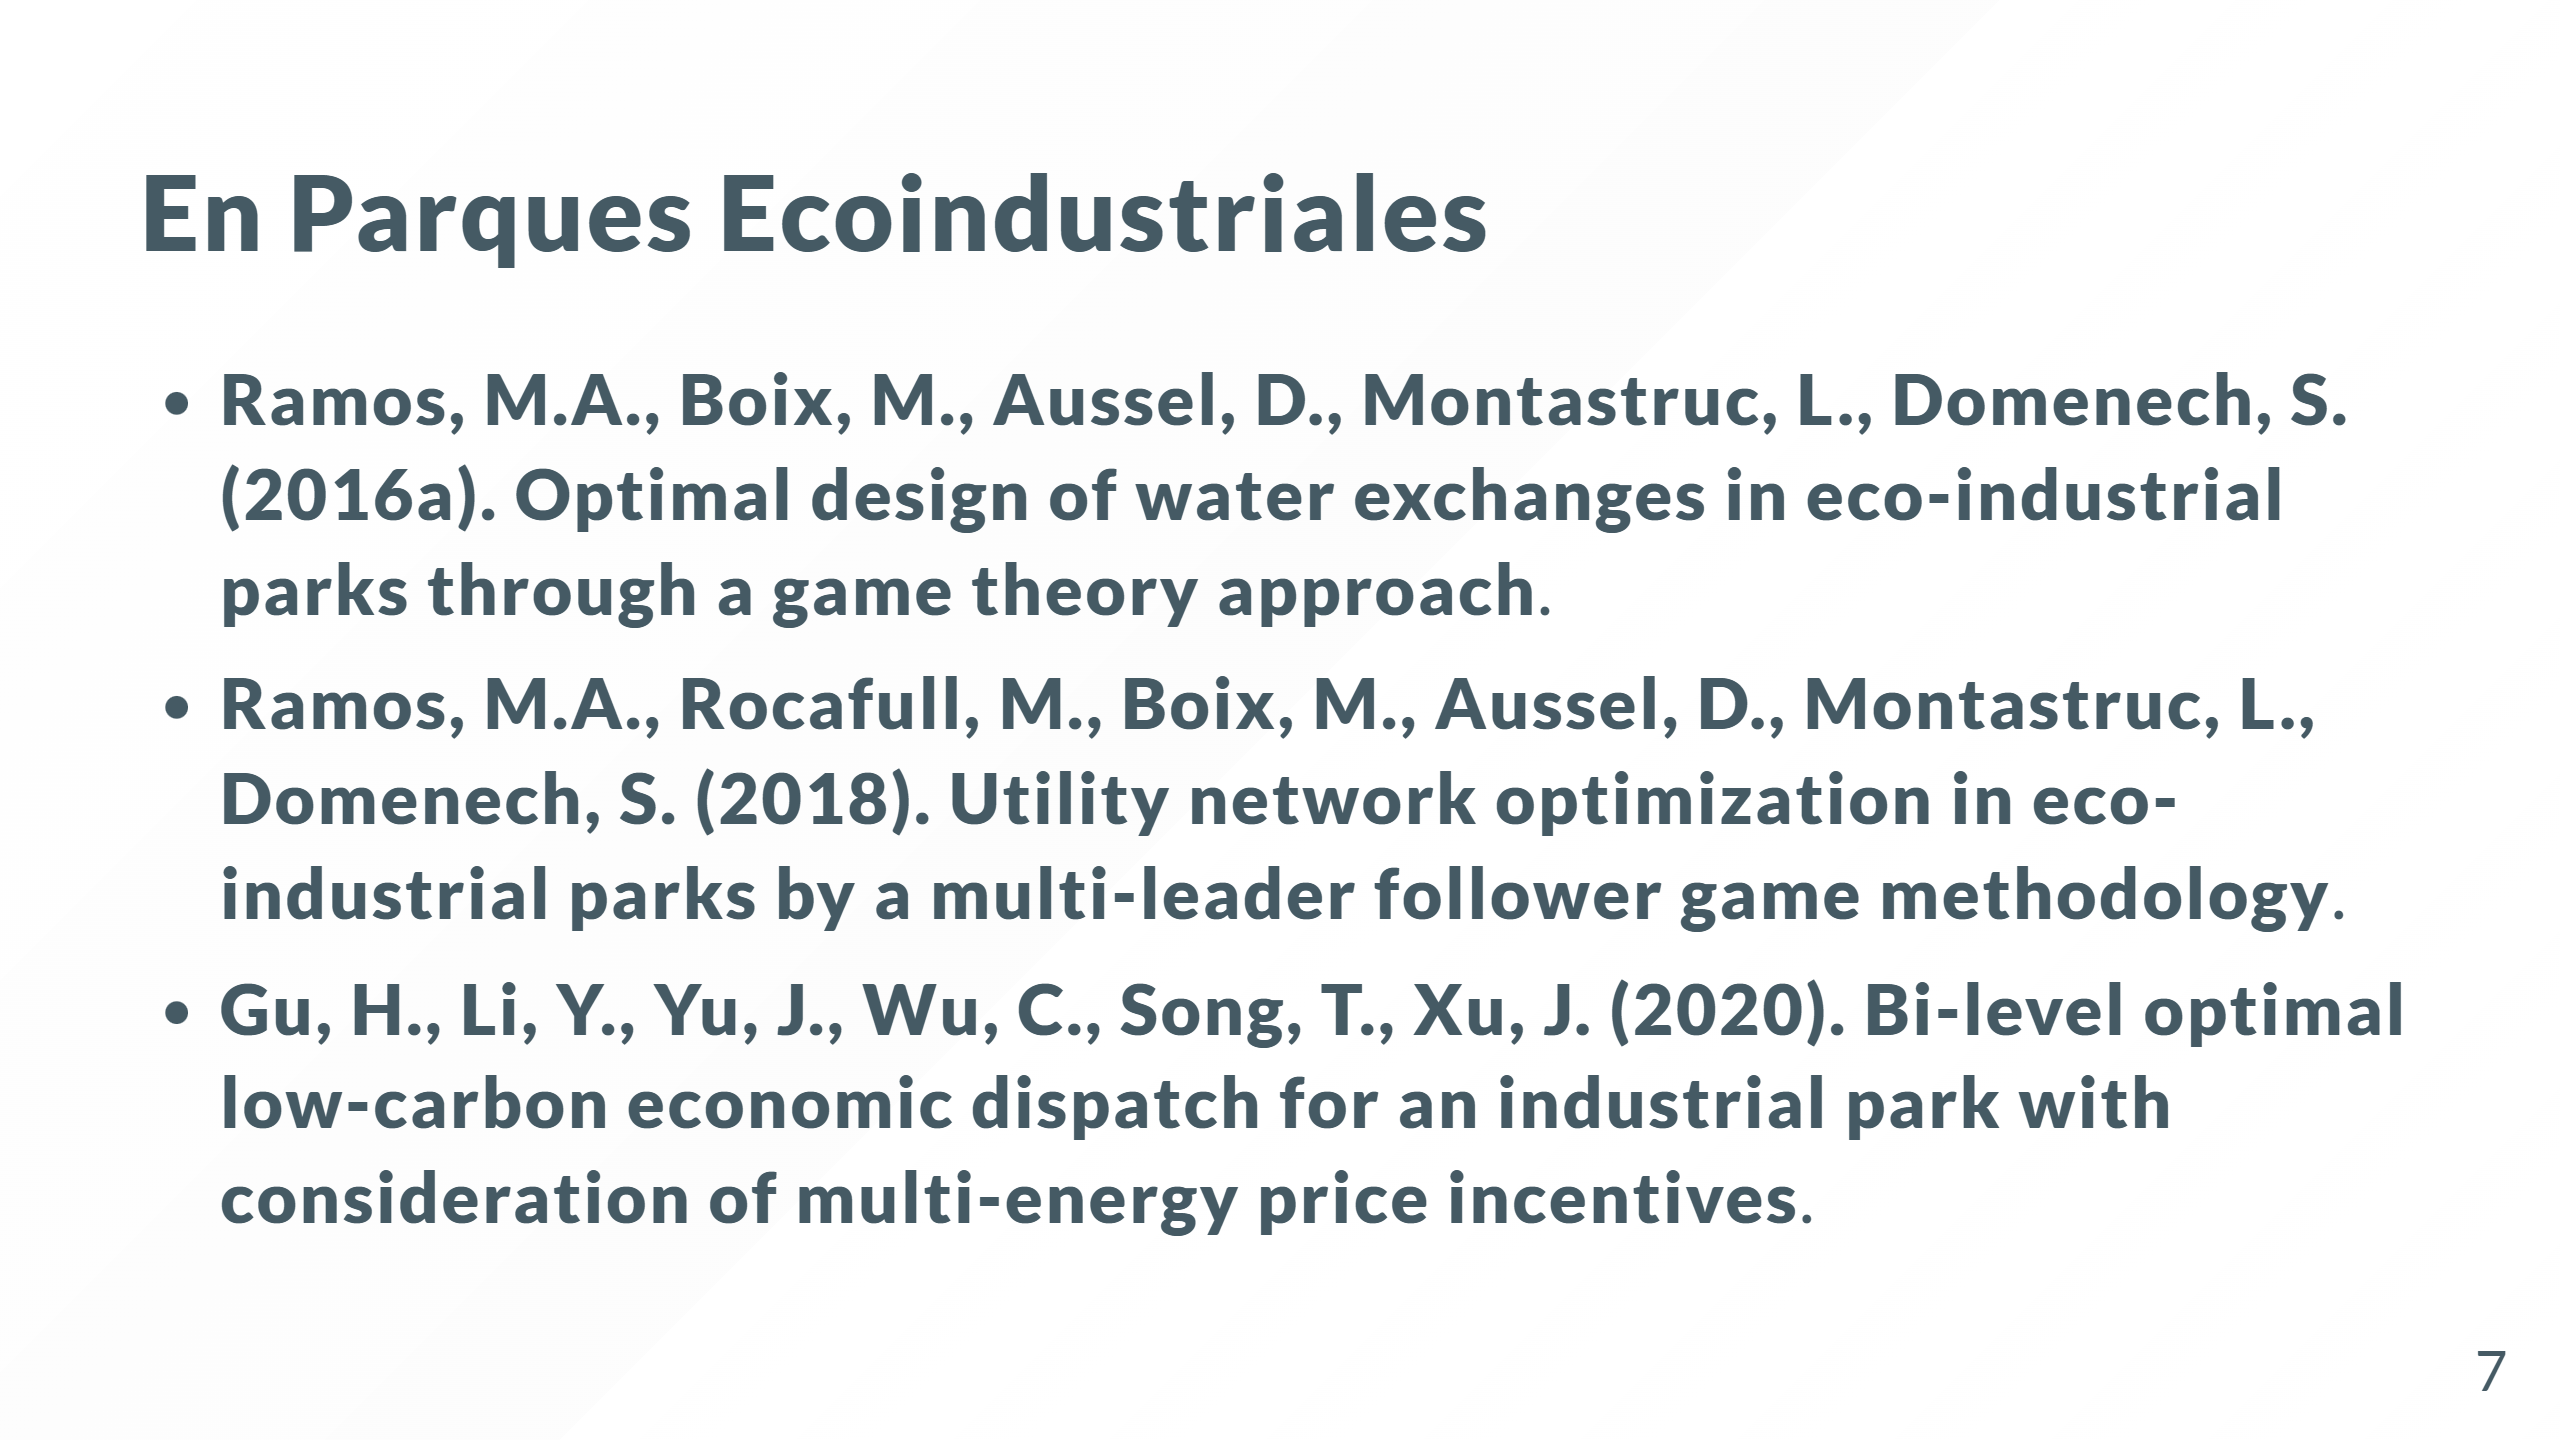 En Parques Ecoindustriales
• Ramos, M.A., Boix, M., Aussel, D., Montastruc, L., Domenech, S.
(2016a). Optimal design of water exchanges in eco-industrial
parks through a game theory approach.
• Ramos, M.A., Rocafull, M., Boix, M., Aussel, D., Montastruc, L.,
Domenech, S. (2018). Utility network optimization in eco-
industrial parks by a multi-leader follower game methodology.
• Gu, H., Li, Y., Yu, J., Wu, C., Song, T., Xu, J. (2020). Bi-level optimal
low-carbon economic dispatch for an industrial park with
consideration of multi-energy price incentives.
7